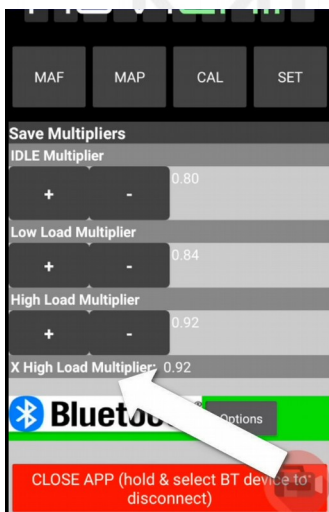 MAF MAP CAL SET
Save Multipliers
IDLE Multiplier
+ - 0.80
Low Load Multiplier
+ - 0.84
High Load Multiplier
+ - 0.92
X High Load Multiplier: 0.92
Options
CLOSE APP (hold & select BT device to
disconnect)